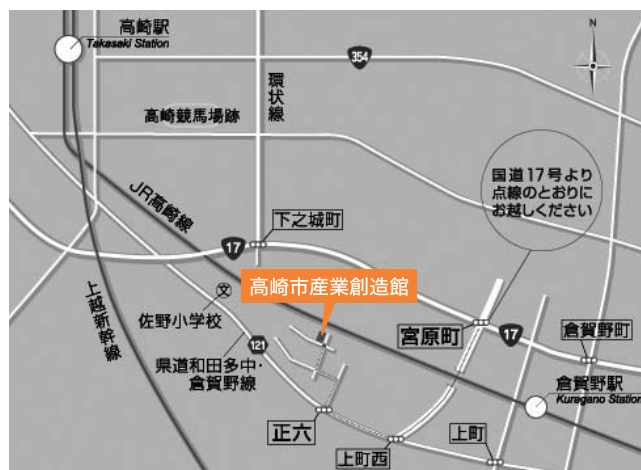 高崎駅
Takasaki Station
N
354
環状線
高崎競馬場跡
国道17号より
点線のとおりに
お越しください
JR高崎線
下之城町
17
高崎市産業創造館
上越新幹線
文
佐野小学校
宮原町
17
121
倉賀野町
県道和田多中・
倉賀野線
倉賀野駅
Kuragano Station
正六
上町西
上町